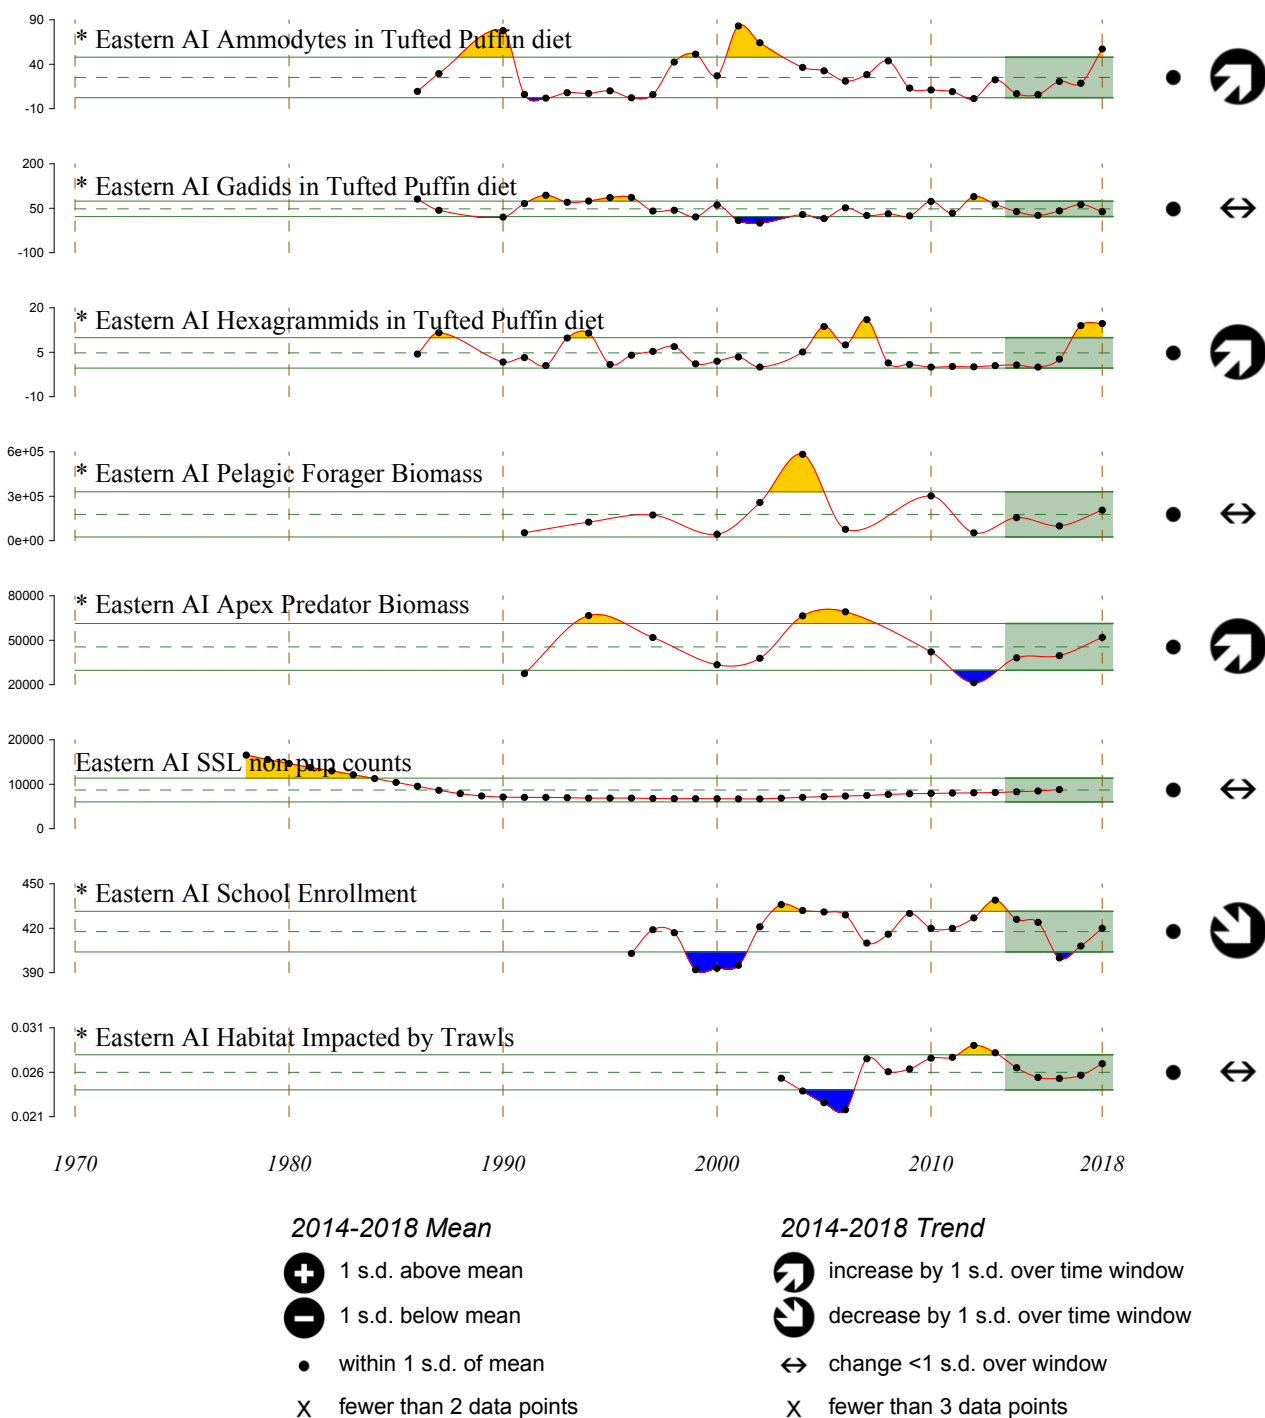 * Eastern AI Ammodytes in Tufted Puffin diet
90
40
-10
* Eastern AI Gadids in Tufted Puffin diet
200
50
-100
* Eastern AI Hexagrammids in Tufted Puffin diet
20
5
-10
* Eastern AI Pelagic Forager Biomass
6e+05
3e+05
0e+00
* Eastern AI Apex Predator Biomass
80000
50000
20000
Eastern AI SSL non pup counts
20000
10000
0
* Eastern AI School Enrollment
450
420
390
* Eastern AI Habitat Impacted by Trawls
0.031
0.026
0.021
1970 1980 1990 2000 2010 2018
2014-2018 Mean
1 s.d. above mean
1 s.d. below mean
within 1 s.d. of mean
x fewer than 2 data points
2014-2018 Trend
increase by 1 s.d. over time window
decrease by 1 s.d. over time window
change <1 s.d. over window
x fewer than 3 data points